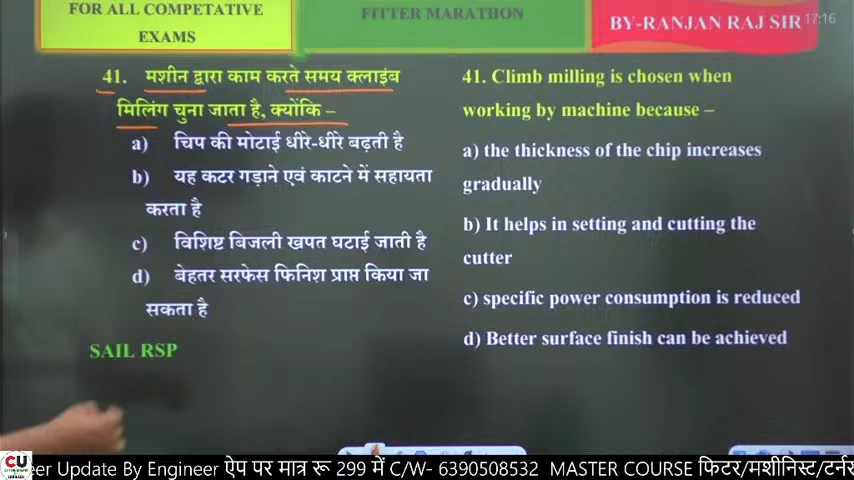 FOR ALL COMPETATIVE
EXAMS
FITTER MARATHON
BY-RANJAN RAJ SIR
17:16
41. मशीन द्वारा काम करते समय क्लाइंब
मिलिंग चुना जाता है, क्योंकि –
a) चिप की मोटाई धीरे-धीरे बढ़ती है
b) यह कटर गड़ाने एवं काटने में सहायता
करता है
c) विशिष्ट बिजली खपत घटाई जाती है
d) बेहतर सरफेस फिनिश प्राप्त किया जा
सकता है
SAIL RSP
41. Climb milling is chosen when
working by machine because –
a) the thickness of the chip increases
gradually
b) It helps in setting and cutting the
cutter
c) specific power consumption is reduced
d) Better surface finish can be achieved
CU
Update By Engineer ऐप पर मात्र रू 299 में C/W- 6390508532 MASTER COURSE फिटर/मशीनिस्ट/टर्नर